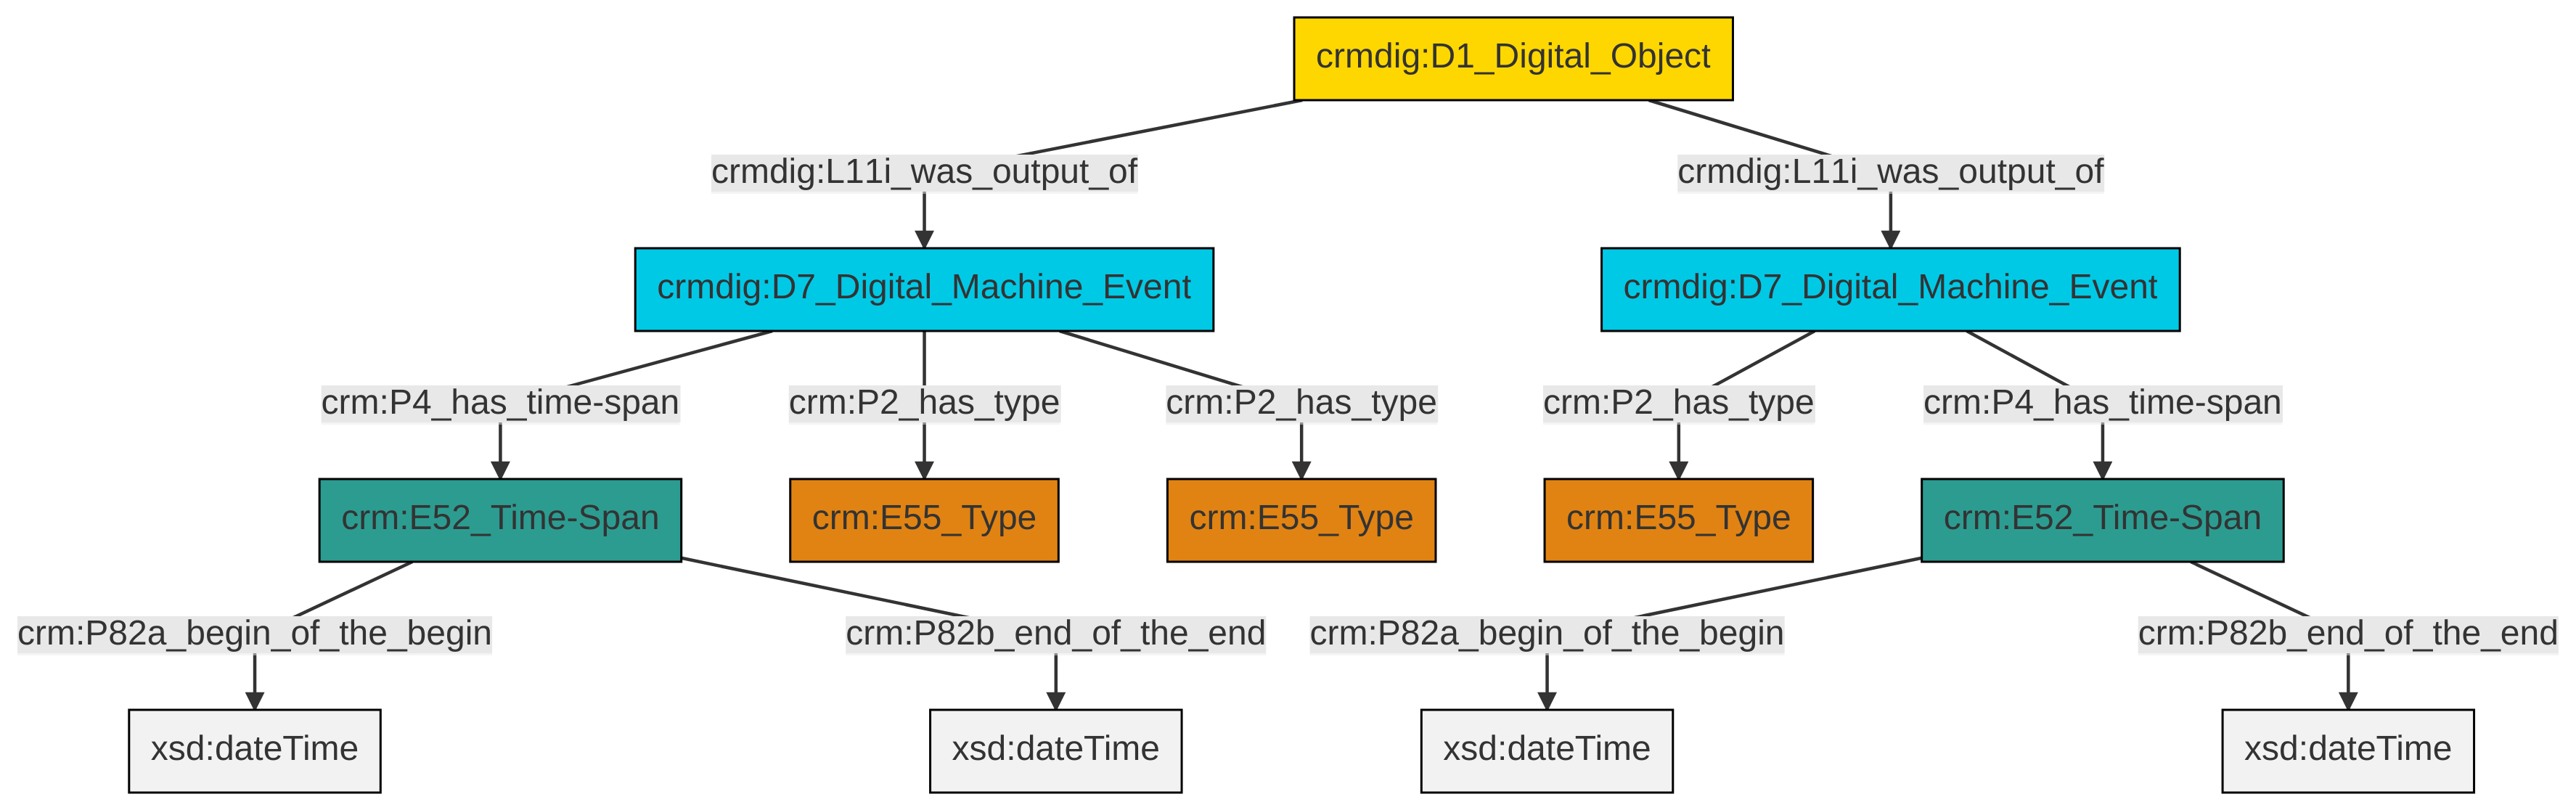 crmdig:D1_Digital_Object
crmdig:L11i_was_output_of
crmdig:L11i_was_output_of
crmdig:D7_Digital_Machine_Event
crmdig:D7_Digital_Machine_Event
crm:P4_has_time-span
crm:P2_has_type
crm:P2_has_type
crm:P2_has_type
crm:P4_has_time-span
crm:E52_Time-Span
crm:E55_Type
crm:E55_Type
crm:E55_Type
crm:E52_Time-Span
crm:P82a_begin_of_the_begin
crm:P82b_end_of_the_end
crm:P82a_begin_of_the_begin
crm:P82b_end_of_the_end
xsd:dateTime
xsd:dateTime
xsd:dateTime
xsd:dateTime